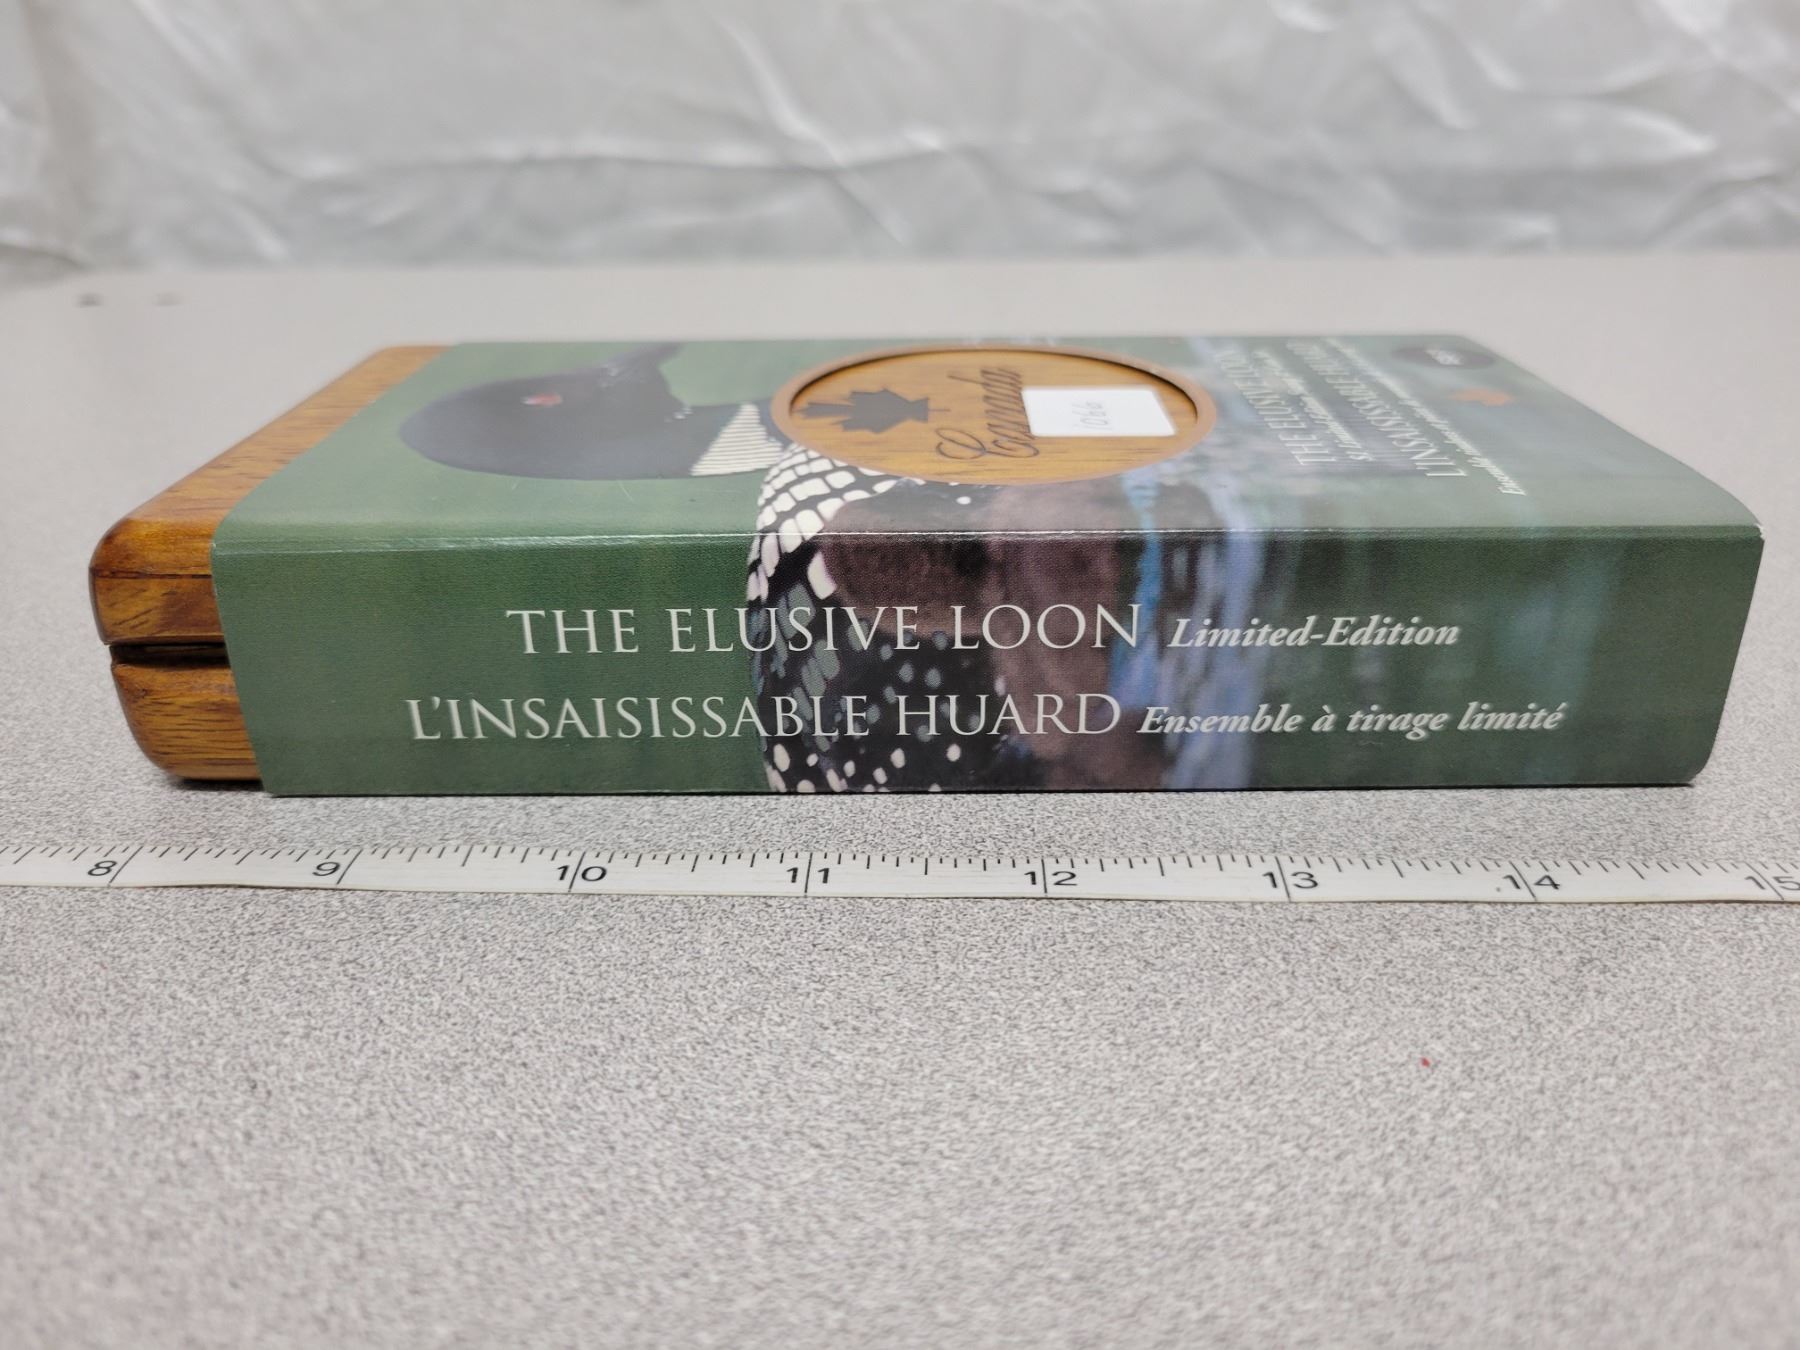 Canada
1066
THE ELUSIVE LOON
L'INSAISISSABLE HUARD
THE ELUSIVE LOON Limited-Edition
L'INSAISISSABLE HUARD Ensemble à tirage limité
8 9 10 11 12 13 14 15